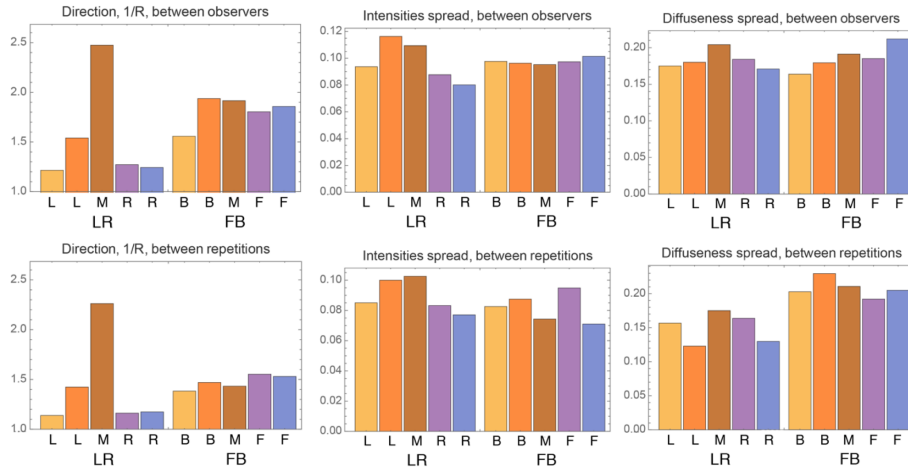 Direction, 1/R, between observers
2.5
2.0
1.5
1.0
L L M R R B B M F F
LR FB
Intensities spread, between observers
0.12
0.10
0.08
0.06
0.04
0.02
0.00
L L M R R B B M F F
LR FB
Diffuseness spread, between observers
0.20
0.15
0.10
0.05
0.00
L L M R R B B M F F
LR FB
Direction, 1/R, between repetitions
2.5
2.0
1.5
1.0
L L M R R B B M F F
LR FB
Intensities spread, between repetitions
0.10
0.08
0.06
0.04
0.02
0.00
L L M R R B B M F F
LR FB
Diffuseness spread, between repetitions
0.20
0.15
0.10
0.05
0.00
L L M R R B B M F F
LR FB